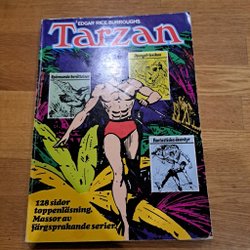 EDGAR RICE BURROUGHS
Tarzan
128 sidor
toppenläsning.
Massor av
färgsprakande serier!